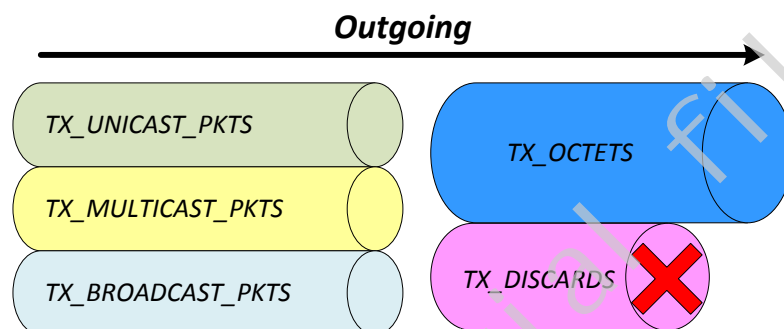 Outgoing
TX_UNICAST_PKTS
TX_MULTICAST_PKTS
TX_BROADCAST_PKTS
TX_OCTETS
TX_DISCARDS